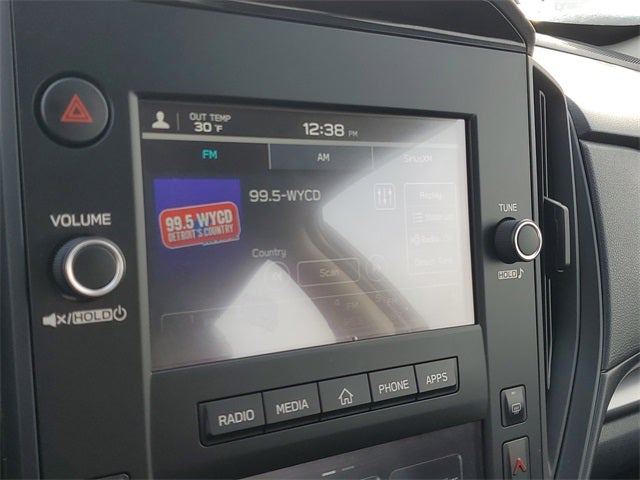 OUT TEMP
30°F
12:38 PM
FM
AM
SiriusXM
VOLUME
99.5-WYCD
99.5 WYCD
DETROIT'S COUNTRY
Replay
TUNE
Country
Scan
HOLD
/HOLD
RADIO
MEDIA
PHONE
APPS